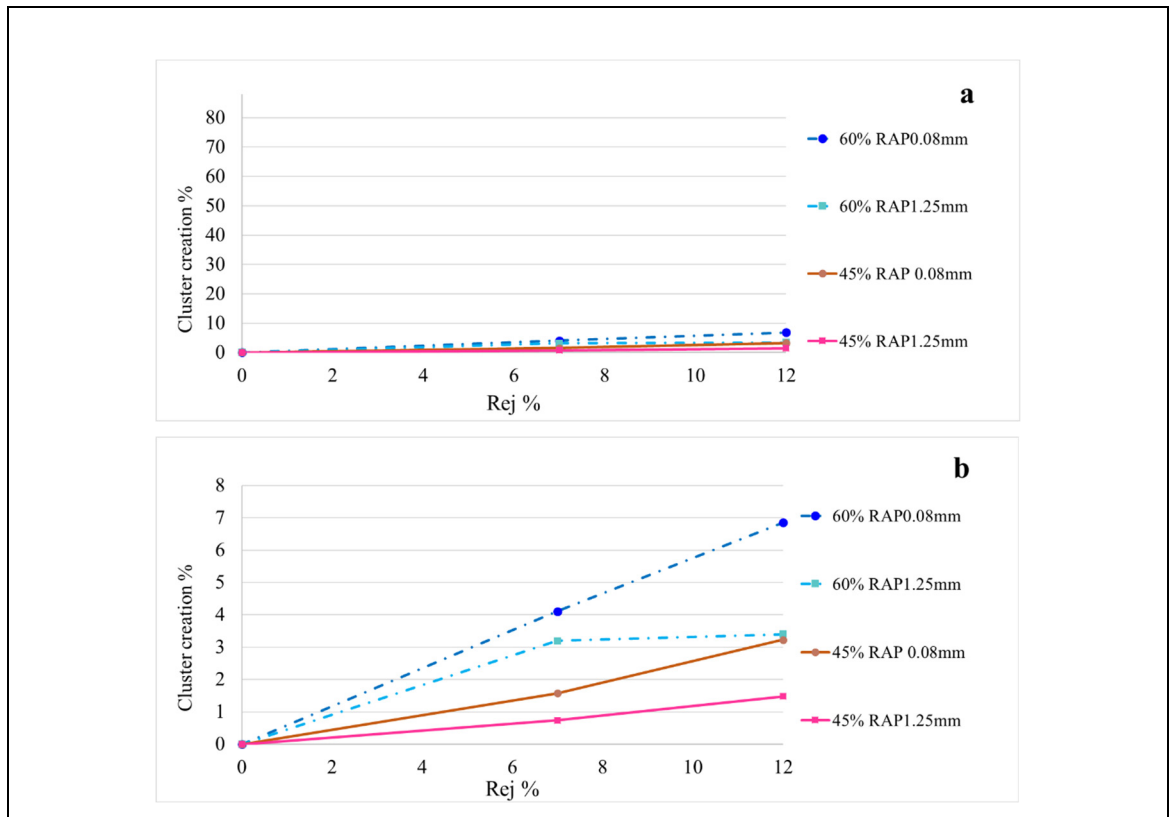 a
80
70
60
50
40
30
20
10
0
Cluster creation %
0 2 4 6 8 10 12
Rej %
60% RAP0.08mm
60% RAP1.25mm
45% RAP 0.08mm
45% RAP1.25mm
b
8
7
6
5
4
3
2
1
0
Cluster creation %
0 2 4 6 8 10 12
Rej %
60% RAP0.08mm
60% RAP1.25mm
45% RAP 0.08mm
45% RAP1.25mm